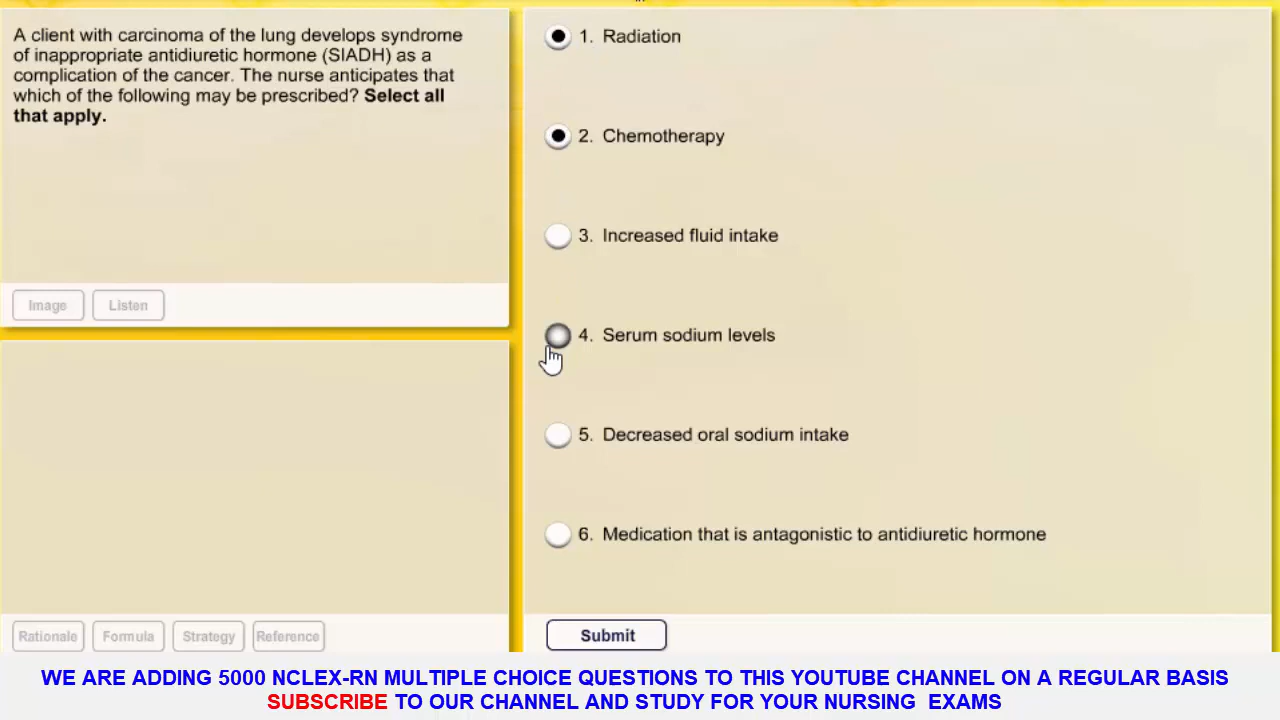 A client with carcinoma of the lung develops syndrome
of inappropriate antidiuretic hormone (SIADH) as a
complication of the cancer. The nurse anticipates that
which of the following may be prescribed? Select all
that apply.
Image
Listen
1. Radiation
2. Chemotherapy
3. Increased fluid intake
4. Serum sodium levels
5. Decreased oral sodium intake
6. Medication that is antagonistic to antidiuretic hormone
Rationale
Formula
Strategy
Reference
Submit
WE ARE ADDING 5000 NCLEX-RN MULTIPLE CHOICE QUESTIONS TO THIS YOUTUBE CHANNEL ON A REGULAR BASIS
SUBSCRIBE TO OUR CHANNEL AND STUDY FOR YOUR NURSING EXAMS